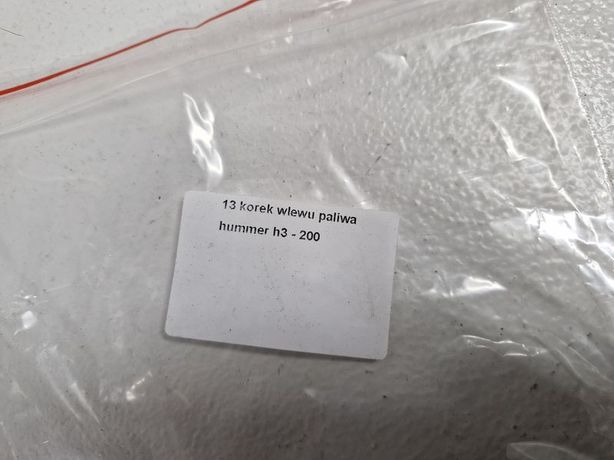 13 korek wlewu paliwa
hummer h3 - 200